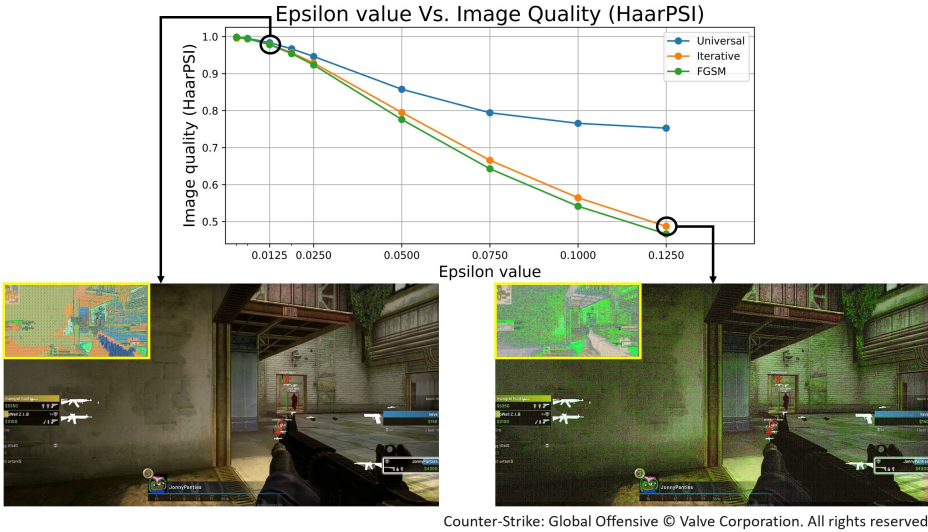 Epsilon value Vs. Image Quality (HaarPSI)
Image quality (HaarPSI)
1.0
0.9
0.8
0.7
0.6
0.5
Universal
Iterative
FGSM
0.0125 0.0250 0.0500 0.0750 0.1000 0.1250
Epsilon value
JonnyPanties
JonnyPanties
Counter-Strike: Global Offensive © Valve Corporation. All rights reserved